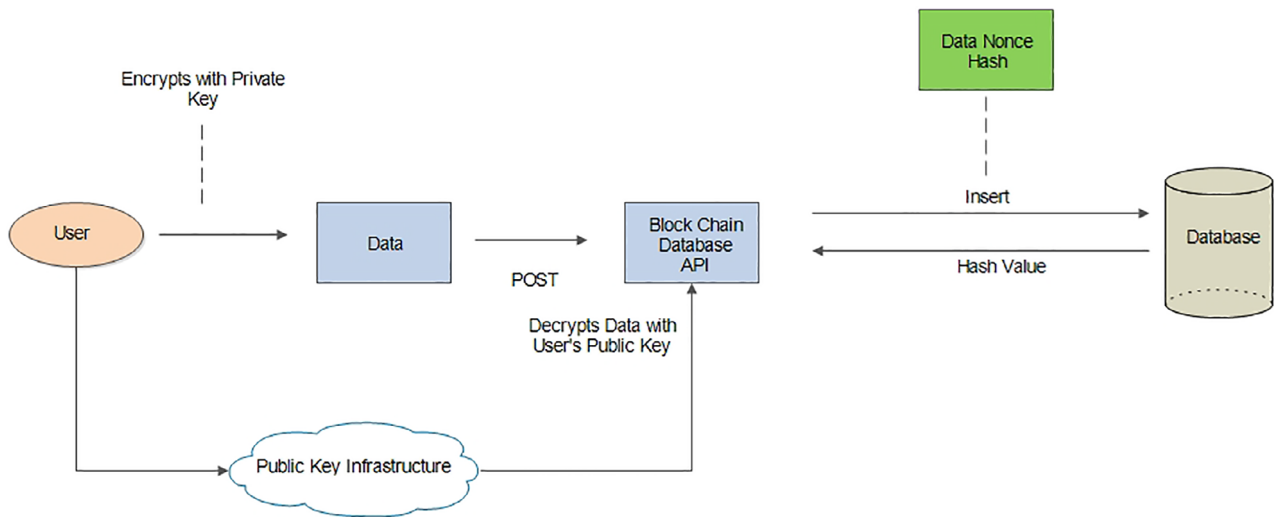 Data Nonce
Hash
Encrypts with Private
Key
Insert
User
Data
Block Chain
Database
API
Database
Hash Value
POST
Decrypts Data with
User's Public Key
Public Key Infrastructure